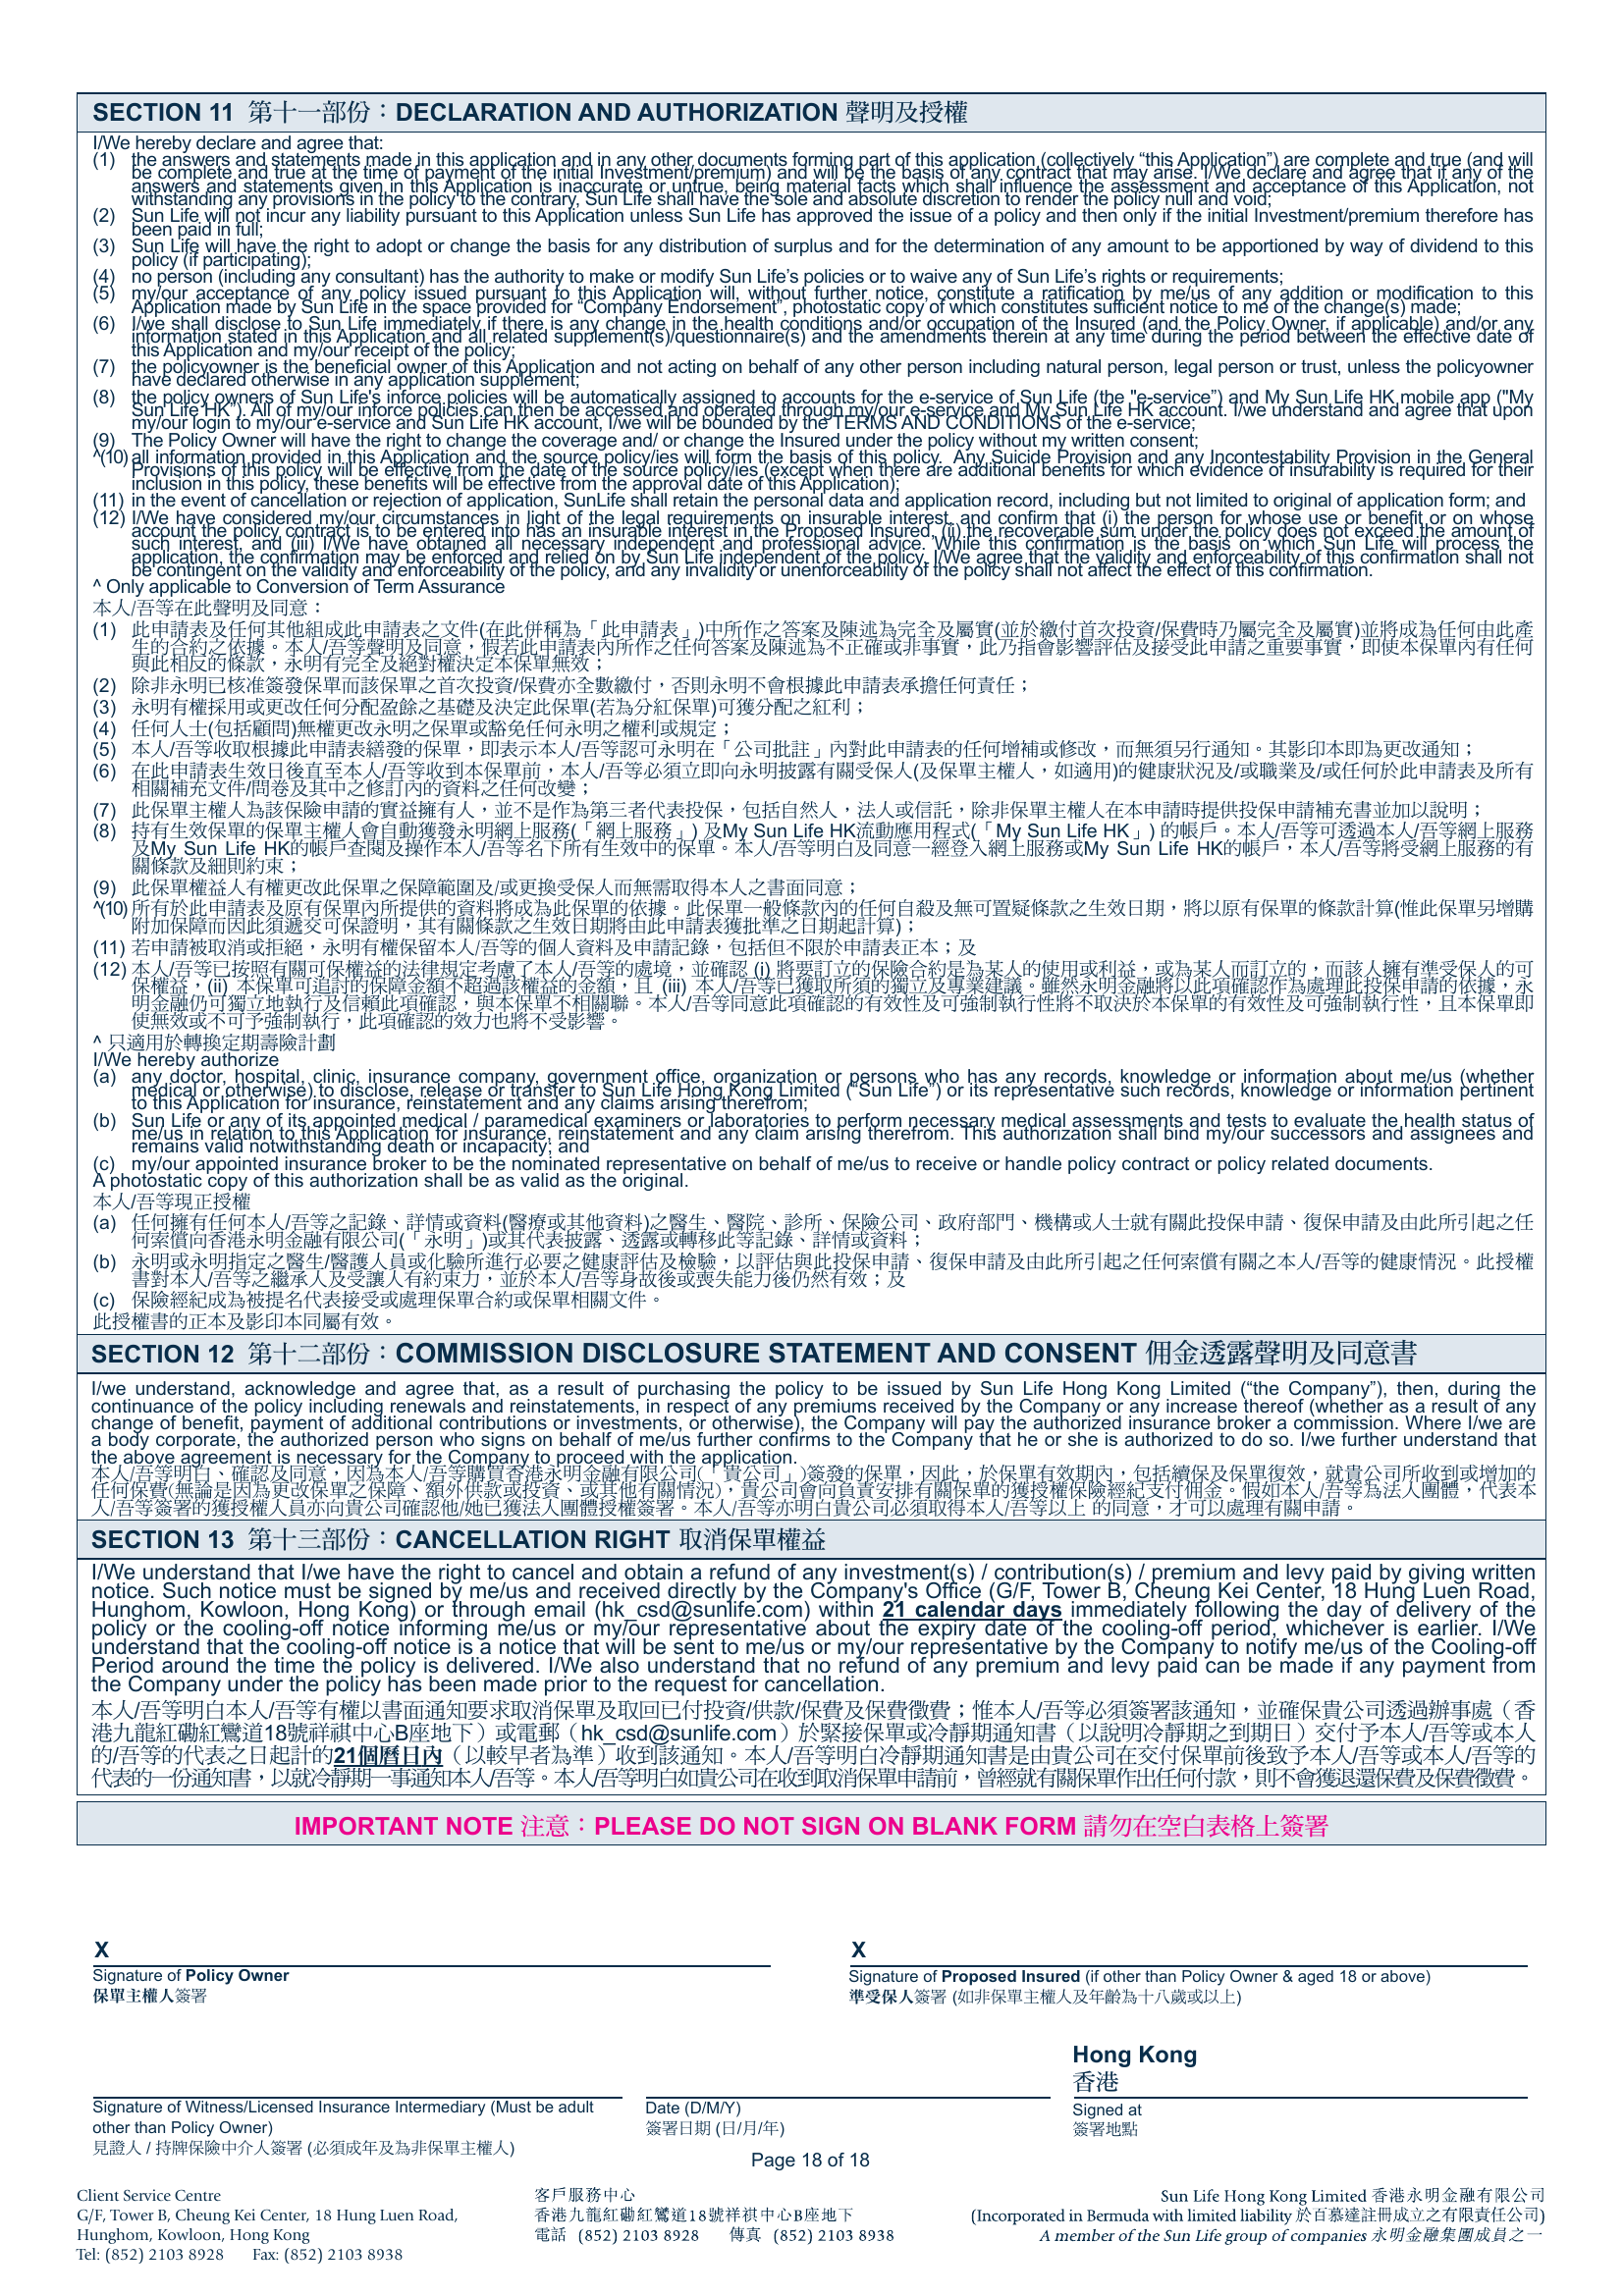 SECTION 11 第十一部份：DECLARATION AND AUTHORIZATION 聲明及授權
I/We hereby declare and agree that:
(1) the answers and statements made in this application and in any other documents forming part of this application (collectively “this Application”) are complete and true (and will
be complete and true at the time of payment of the initial Investment/premium) and will be the basis of any contract that may arise. I/We declare and agree that if any of the
answers and statements given in this Application is inaccurate or untrue, being material facts which shall influence the assessment and acceptance of this Application, not
withstanding any provisions in the policy to the contrary, Sun Life shall have the sole and absolute discretion to render the policy null and void;
(2) Sun Life will not incur any liability pursuant to this Application unless Sun Life has approved the issue of a policy and then only if the initial Investment/premium therefore has
been paid in full;
(3) Sun Life will have the right to adopt or change the basis for any distribution of surplus and for the determination of any amount to be apportioned by way of dividend to this
policy (if participating);
(4) no person (including any consultant) has the authority to make or modify Sun Life’s policies or to waive any of Sun Life’s rights or requirements;
(5) my/our acceptance of any policy issued pursuant to this Application will, without further notice, constitute a ratification by me/us of any addition or modification to this
Application made by Sun Life in the space provided for “Company Endorsement”, photostatic copy of which constitutes sufficient notice to me of the change(s) made;
(6) I/we shall disclose to Sun Life immediately if there is any change in the health conditions and/or occupation of the Insured (and the Policy Owner, if applicable) and/or any
information stated in this Application and all related supplement(s)/questionnaire(s) and the amendments therein at any time during the period between the effective date of
this Application and my/our receipt of the policy;
(7) the policyowner is the beneficial owner of this Application and not acting on behalf of any other person including natural person, legal person or trust, unless the policyowner
have declared otherwise in any application supplement;
(8) the policy owners of Sun Life's inforce policies will be automatically assigned to accounts for the e-service of Sun Life (the "e-service”) and My Sun Life HK mobile app ("My
Sun Life HK”). All of my/our inforce policies can then be accessed and operated through my/our e-service and My Sun Life HK account. I/we understand and agree that upon
my/our login to my/our e-service and Sun Life HK account, I/we will be bounded by the TERMS AND CONDITIONS of the e-service;
(9) The Policy Owner will have the right to change the coverage and/ or change the Insured under the policy without my written consent;
^(10) all information provided in this Application and the source policy/ies will form the basis of this policy. Any Suicide Provision and any Incontestability Provision in the General
Provisions of this policy will be effective from the date of the source policy/ies (except when there are additional benefits for which evidence of insurability is required for their
inclusion in this policy, these benefits will be effective from the approval date of this Application);
(11) in the event of cancellation or rejection of application, SunLife shall retain the personal data and application record, including but not limited to original of application form; and
(12) I/We have considered my/our circumstances in light of the legal requirements on insurable interest, and confirm that (i) the person for whose use or benefit or on whose
account the policy contract is to be entered into has an insurable interest in the Proposed Insured, (ii) the recoverable sum under the policy does not exceed the amount of
such interest, and (iii) I/We have obtained all necessary independent and professional advice. While this confirmation is the basis on which Sun Life will process the
application, the confirmation may be enforced and relied on by Sun Life independent of the policy. I/We agree that the validity and enforceability of this confirmation shall not
be contingent on the validity and enforceability of the policy, and any invalidity or unenforceability of the policy shall not affect the effect of this confirmation.
^ Only applicable to Conversion of Term Assurance
本人/吾等在此聲明及同意：
(1) 此申請表及任何其他組成此申請表之文件(在此併稱為「此申請表」)中所作之答案及陳述為完全及屬實(並於繳付首次投資/保費時乃屬完全及屬實)並將成為任何由此產
生的合約之依據。本人/吾等聲明及同意，假若此申請表內所作之任何答案及陳述為不正確或非事實，此乃指會影響評估及接受此申請之重要事實，即使本保單內有任何
與此相反的條款，永明有完全及絕對權決定本保單無效；
(2) 除非永明已核准簽發保單而該保單之首次投資/保費亦全數繳付，否則永明不會根據此申請表承擔任何責任；
(3) 永明有權採用或更改任何分配盈餘之基礎及決定此保單(若為分紅保單)可獲分配之紅利；
(4) 任何人士(包括顧問)無權更改永明之保單或豁免任何永明之權利或規定；
(5) 本人/吾等收取根據此申請表繕發的保單，即表示本人/吾等認可永明在「公司批註」內對此申請表的任何增補或修改，而無須另行通知。其影印本即為更改通知；
(6) 在此申請表生效日後直至本人/吾等收到本保單前，本人/吾等必須立即向永明披露有關受保人(及保單主權人，如適用)的健康狀況及/或職業及/或任何於此申請表及所有
相關補充文件/問卷及其中之修訂內的資料之任何改變；
(7) 此保單主權人為該保險申請的實益擁有人，並不是作為第三者代表投保，包括自然人，法人或信託，除非保單主權人在本申請時提供投保申請補充書並加以說明；
(8) 持有生效保單的保單主權人會自動獲發永明網上服務(「網上服務」) 及My Sun Life HK流動應用程式(「My Sun Life HK」) 的帳戶。本人/吾等可透過本人/吾等網上服務
及My Sun Life HK的帳戶查閱及操作本人/吾等名下所有生效中的保單。本人/吾等明白及同意一經登入網上服務或My Sun Life HK的帳戶，本人/吾等將受網上服務的有
關條款及細則約束；
(9) 此保單權益人有權更改此保單之保障範圍及/或更換受保人而無需取得本人之書面同意；
^(10) 所有於此申請表及原有保單內所提供的資料將成為此保單的依據。此保單一般條款內的任何自殺及無可置疑條款之生效日期，將以原有保單的條款計算(惟此保單另增購
附加保障而因此須遞交可保證明，其有關條款之生效日期將由此申請表獲批準之日期起計算)；
(11) 若申請被取消或拒絕，永明有權保留本人/吾等的個人資料及申請記錄，包括但不限於申請表正本；及
(12) 本人/吾等已按照有關可保權益的法律規定考慮了本人/吾等的處境，並確認 (i) 將要訂立的保險合約是為某人的使用或利益，或為某人而訂立的，而該人擁有準受保人的可
保權益，(ii) 本保單可追討的保障金額不超過該權益的金額，且 (iii) 本人/吾等已獲取所須的獨立及專業建議。雖然永明金融將以此項確認作為處理此投保申請的依據，永
明金融仍可獨立地執行及信賴此項確認，與本保單不相關聯。本人/吾等同意此項確認的有效性及可強制執行性將不取決於本保單的有效性及可強制執行性，且本保單即
使無效或不可予強制執行，此項確認的效力也將不受影響。
^ 只適用於轉換定期壽險計劃
I/We hereby authorize
(a) any doctor, hospital, clinic, insurance company, government office, organization or persons who has any records, knowledge or information about me/us (whether
medical or otherwise) to disclose, release or transfer to Sun Life Hong Kong Limited (“Sun Life”) or its representative such records, knowledge or information pertinent
to this Application for insurance, reinstatement and any claims arising therefrom;
(b) Sun Life or any of its appointed medical / paramedical examiners or laboratories to perform necessary medical assessments and tests to evaluate the health status of
me/us in relation to this Application for insurance, reinstatement and any claim arising therefrom. This authorization shall bind my/our successors and assignees and
remains valid notwithstanding death or incapacity; and
(c) my/our appointed insurance broker to be the nominated representative on behalf of me/us to receive or handle policy contract or policy related documents.
A photostatic copy of this authorization shall be as valid as the original.
本人/吾等現正授權
(a) 任何擁有任何本人/吾等之記錄、詳情或資料(醫療或其他資料)之醫生、醫院、診所、保險公司、政府部門、機構或人士就有關此投保申請、復保申請及由此所引起之任
何索償向香港永明金融有限公司(「永明」)或其代表披露、透露或轉移此等記錄、詳情或資料；
(b) 永明或永明指定之醫生/醫護人員或化驗所進行必要之健康評估及檢驗，以評估與此投保申請、復保申請及由此所引起之任何索償有關之本人/吾等的健康情況。此授權
書對本人/吾等之繼承人及受讓人有約束力，並於本人/吾等身故後或喪失能力後仍然有效；及
(c) 保險經紀成為被提名代表接受或處理保單合約或保單相關文件。
此授權書的正本及影印本同屬有效。
SECTION 12 第十二部份：COMMISSION DISCLOSURE STATEMENT AND CONSENT 佣金透露聲明及同意書
I/we understand, acknowledge and agree that, as a result of purchasing the policy to be issued by Sun Life Hong Kong Limited (“the Company”), then, during the
continuance of the policy including renewals and reinstatements, in respect of any premiums received by the Company or any increase thereof (whether as a result of any
change of benefit, payment of additional contributions or investments, or otherwise), the Company will pay the authorized insurance broker a commission. Where I/we are
a body corporate, the authorized person who signs on behalf of me/us further confirms to the Company that he or she is authorized to do so. I/we further understand that
the above agreement is necessary for the Company to proceed with the application.
本人/吾等明白、確認及同意，因為本人/吾等購買香港永明金融有限公司(「貴公司」)簽發的保單，因此，於保單有效期內，包括續保及保單復效，就貴公司所收到或增加的
任何保費(無論是因為更改保單之保障、額外供款或投資、或其他有關情況)，貴公司會向負責安排有關保單的獲授權保險經紀支付佣金。假如本人/吾等為法人團體，代表本
人/吾等簽署的獲授權人員亦向貴公司確認他/她已獲法人團體授權簽署。本人/吾等亦明白貴公司必須取得本人/吾等以上 的同意，才可以處理有關申請。
SECTION 13 第十三部份：CANCELLATION RIGHT 取消保單權益
I/We understand that I/we have the right to cancel and obtain a refund of any investment(s) / contribution(s) / premium and levy paid by giving written
notice. Such notice must be signed by me/us and received directly by the Company's Office (G/F, Tower B, Cheung Kei Center, 18 Hung Luen Road,
Hunghom, Kowloon, Hong Kong) or through email (hk_csd@sunlife.com) within 21 calendar days immediately following the day of delivery of the
policy or the cooling-off notice informing me/us or my/our representative about the expiry date of the cooling-off period, whichever is earlier. I/We
understand that the cooling-off notice is a notice that will be sent to me/us or my/our representative by the Company to notify me/us of the Cooling-off
Period around the time the policy is delivered. I/We also understand that no refund of any premium and levy paid can be made if any payment from
the Company under the policy has been made prior to the request for cancellation.
本人/吾等明白本人/吾等有權以書面通知要求取消保單及取回已付投資/供款/保費及保費徵費；惟本人/吾等必須簽署該通知，並確保貴公司透過辦事處（香
港九龍紅磡紅鸞道18號祥祺中心B座地下）或電郵（hk_csd@sunlife.com）於緊接保單或冷靜期通知書（以說明冷靜期之到期日）交付予本人/吾等或本人
的/吾等的代表之日起計的21個曆日內（以較早者為準）收到該通知。本人/吾等明白冷靜期通知書是由貴公司在交付保單前後致予本人/吾等或本人/吾等的
代表的一份通知書，以就冷靜期一事通知本人/吾等。本人/吾等明白如貴公司在收到取消保單申請前，曾經就有關保單作出任何付款，則不會獲退還保費及保費徵費。
IMPORTANT NOTE 注意：PLEASE DO NOT SIGN ON BLANK FORM 請勿在空白表格上簽署
X
Signature of Policy Owner
保單主權人簽署
X
Signature of Proposed Insured (if other than Policy Owner & aged 18 or above)
準受保人簽署 (如非保單主權人及年齡為十八歲或以上)
Signature of Witness/Licensed Insurance Intermediary (Must be adult
other than Policy Owner)
見證人 / 持牌保險中介人簽署 (必須成年及為非保單主權人)
Date (D/M/Y)
簽署日期 (日/月/年)
Hong Kong
香港
Signed at
簽署地點
Page 18 of 18
Client Service Centre
G/F, Tower B, Cheung Kei Center, 18 Hung Luen Road,
Hunghom, Kowloon, Hong Kong
Tel: (852) 2103 8928 Fax: (852) 2103 8938
客戶服務中心
香港九龍紅磡紅鸞道18號祥祺中心B座地下
電話 (852) 2103 8928 傳真 (852) 2103 8938
Sun Life Hong Kong Limited 香港永明金融有限公司
(Incorporated in Bermuda with limited liability 於百慕達註冊成立之有限責任公司)
A member of the Sun Life group of companies 永明金融集團成員之一